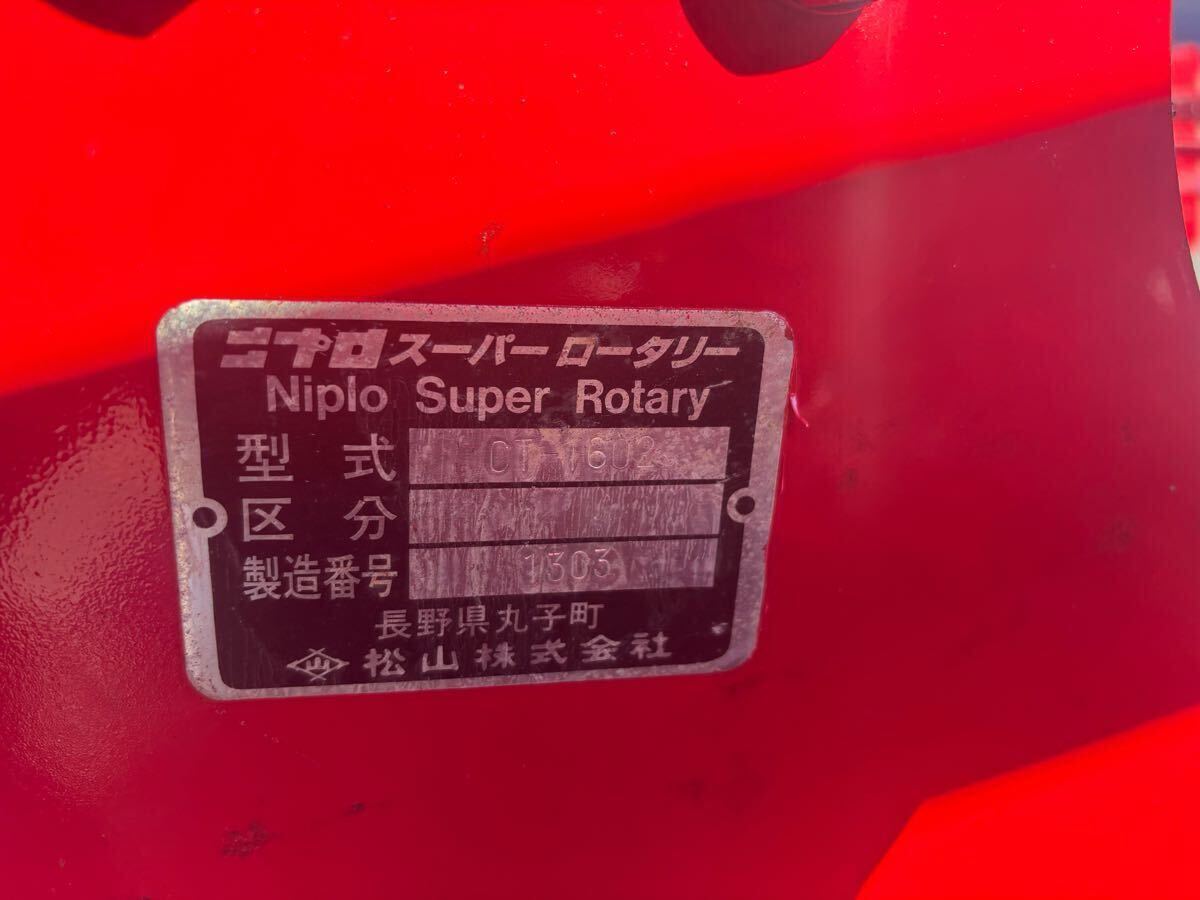 ニプロ スーパーロータリー
Niplo Super Rotary
型式 CT-1602
区分
製造番号 1303
長野県丸子町
松山株式会社